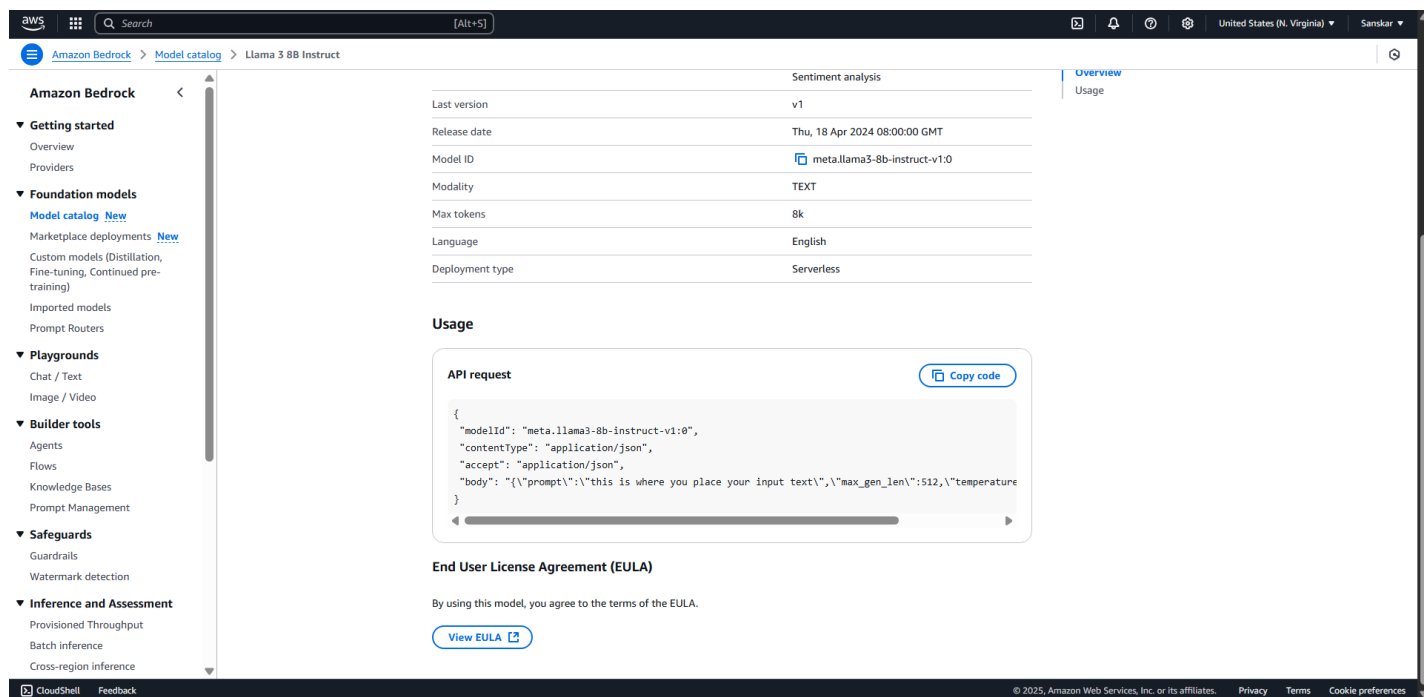 aws
Search
[Alt+S]
United States (N. Virginia)
Sanskar
Amazon Bedrock > Model catalog > Llama 3 8B Instruct
Amazon Bedrock
Getting started
Overview
Providers
Foundation models
Model catalog New
Marketplace deployments New
Custom models (Distillation,
Fine-tuning, Continued pre-
training)
Imported models
Prompt Routers
Playgrounds
Chat / Text
Image / Video
Builder tools
Agents
Flows
Knowledge Bases
Prompt Management
Safeguards
Guardrails
Watermark detection
Inference and Assessment
Provisioned Throughput
Batch inference
Cross-region inference
Sentiment analysis
Last version v1
Release date Thu, 18 Apr 2024 08:00:00 GMT
Model ID meta.llama3-8b-instruct-v1:0
Modality TEXT
Max tokens 8k
Language English
Deployment type Serverless
Usage
API request
Copy code
{
"modelId": "meta.llama3-8b-instruct-v1:0",
"contentType": "application/json",
"accept": "application/json",
"body": "{\"prompt\":\"this is where you place your input text\",\"max_gen_len\":512,\"temperature
}
End User License Agreement (EULA)
By using this model, you agree to the terms of the EULA.
View EULA
Overview
Usage
CloudShell Feedback
© 2025, Amazon Web Services, Inc. or its affiliates. Privacy Terms Cookie preferences